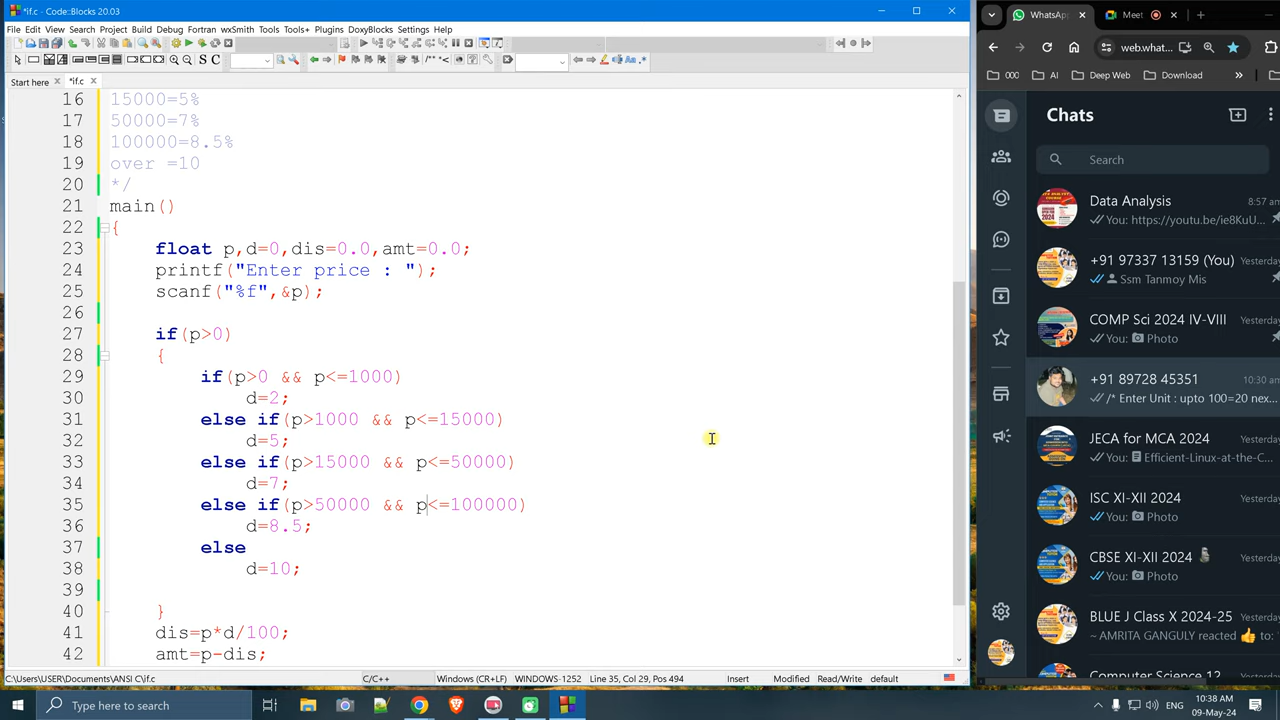 *if.c - Code::Blocks 20.03
File Edit View Search Project Build Debug Fortran wxSmith Tools Tools+ Plugins DoxyBlocks Settings Help
Start here
*if.c
16 15000=5%
17 50000=7%
18 100000=8.5%
19 over =10
20 */
21 main()
22 {
23 float p,d=0,dis=0.0,amt=0.0;
24 printf("Enter price : ");
25 scanf("%f",&p);
26
27 if(p>0)
28 {
29 if(p>0 && p<=1000)
30 d=2;
31 else if(p>1000 && p<=15000)
32 d=5;
33 else if(p>15000 && p<=50000)
34 d=7;
35 else if(p>50000 && p<=100000)
36 d=8.5;
37 else
38 d=10;
39
40 }
41 dis=p*d/100;
42 amt=p-dis;
C:\Users\USER\Documents\ANSI C\if.c C/C++ Windows (CR+LF) WINDOWS-1252 Line 35, Col 29, Pos 494 Insert Modified Read/Write default
Type here to search
WhatsApp
Meet
web.wha
000 AI Deep Web Download »
Chats
Search
Data Analysis 8:57 am
You: https://youtu.be/ie8KuU...
+91 97337 13159 (You) Yesterday
Ism Tanmoy Mis
COMP Sci 2024 IV-VIII Yesterday
You: Photo
+91 89278 45351 10:30 am
/* Enter Unit : upto 100=20 nex...
JECA 2024 for MCA 2024 Yesterday
You: Efficient-Linux-at-the-C...
ISC XI-XII 2024 Yesterday
You: Photo
CBSE XI-XII 2024 Yesterday
You: Photo
BLUE J Class X 2024-25 Yesterday
~ AMRIT GANGULY reacted 👍 to:...
Computer Science 12 Yesterday
10:38 AM
09-May-24